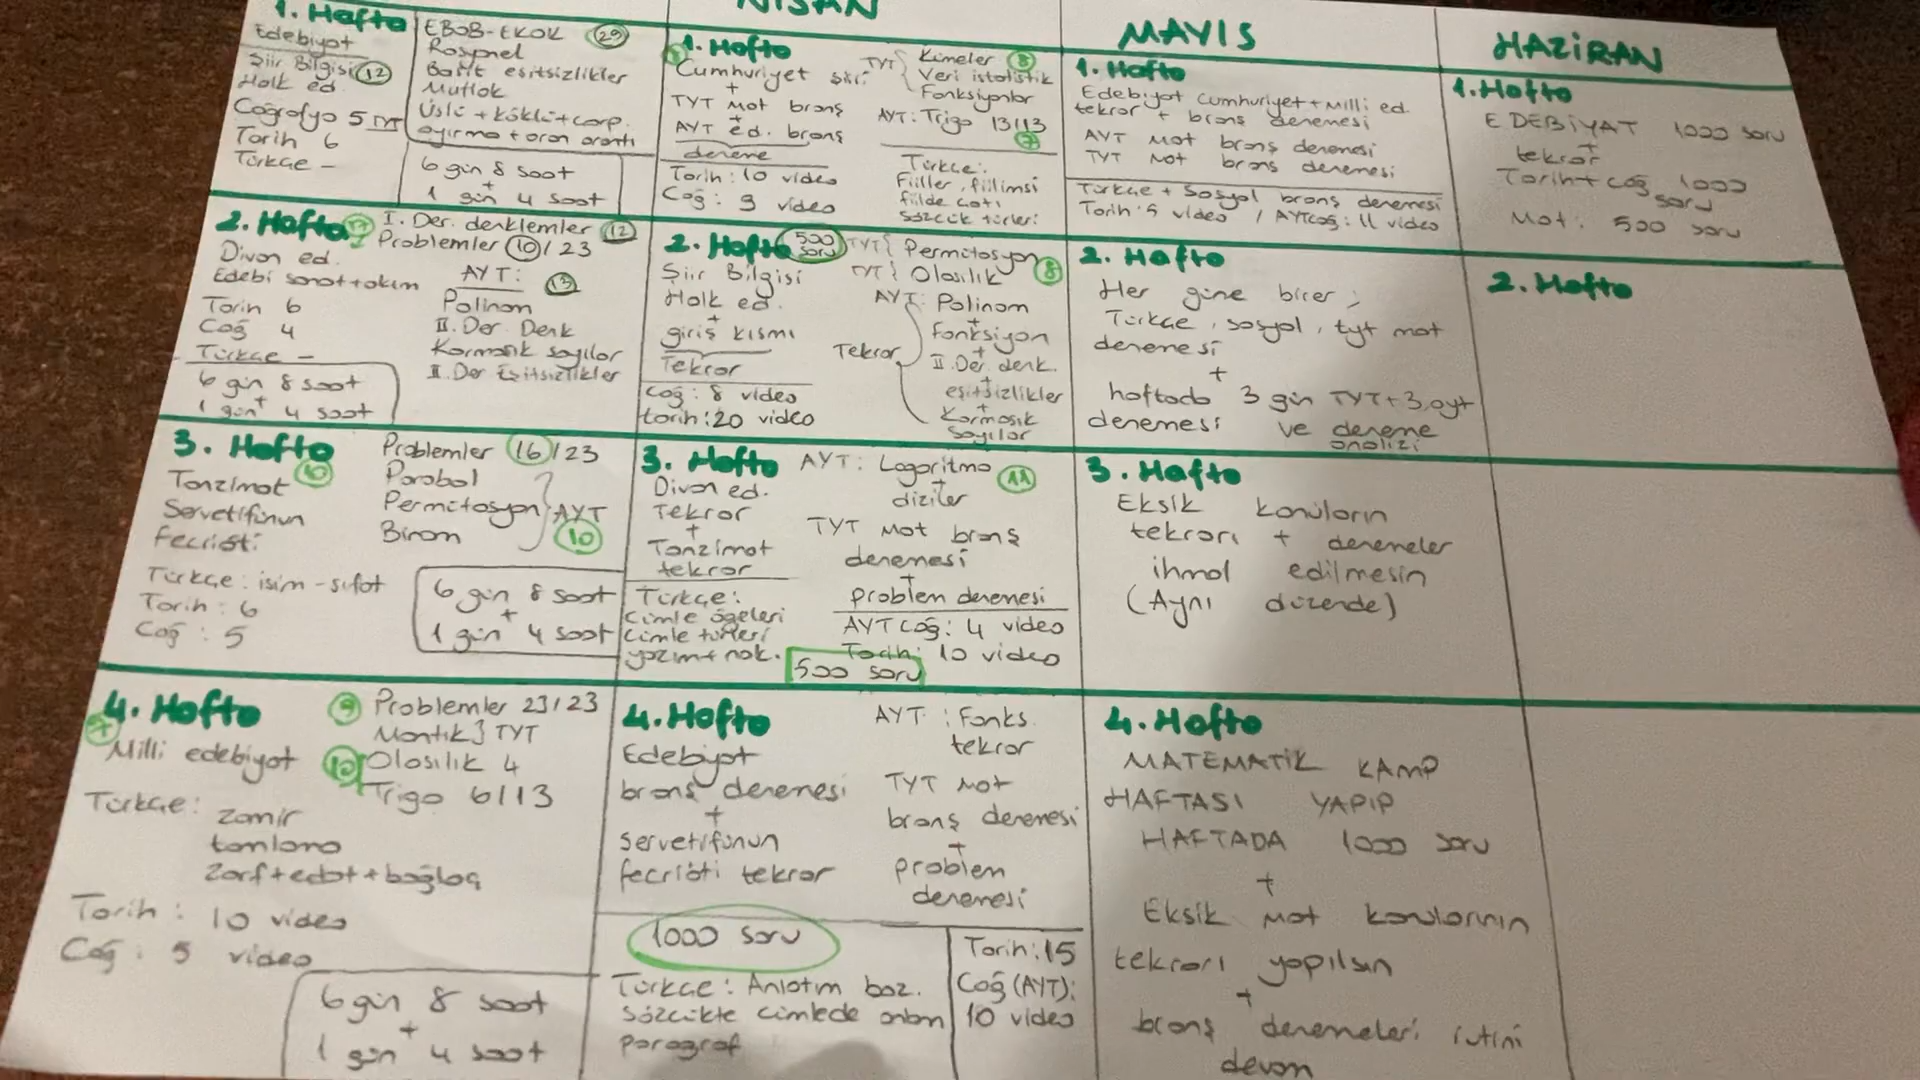 1. Hafta
Edebiyat
Şiir Bilgisi 12
Halk ed.
Coğrafya 5 TYT
Tarih 6
Türkçe -
EBOB-EKOK 29
Rasyonel
Basit eşitsizlikler
Mutlak
Üslü + köklü + çarp.
ayırma + oran orantı
6 gün 8 saat
+
1 gün 4 saat
2. Hafta
Divan ed.
Edebi sanat + akım
Tarih 6
Coğ 4
Türkçe -
6 gün 8 saat
+
1 gün 4 saat
I. Der. denklemler 12
Problemler 10/23
AYT: 13
Polinom
II. Der Denk
Karmaşık sayılar
II. Der Eşitsizlikler
3. Hafta
10
Tanzimat
Servetifünun
Fecriati
Türkçe: isim - sıfat
Tarih: 6
Coğ: 5
Problemler 16/23
Parabol
Permütasyon } AYT
Binom 10
6 gün 8 saat
+
1 gün 4 saat
4. Hafta
Milli edebiyat
Türkçe: zamir
tamlama
zarf + edat + bağlaç
Tarih: 10 video
Coğ: 5 video
9 Problemler 23/23
Mantık } TYT
10 Olasılık 4
Trigo 6/13
6 gün 8 saat
+
1 gün 4 saat
NİSAN
1. Hafta
Cumhuriyet şiiri
+
TYT Mat branş
+
AYT ed. branş
deneme
Tarih: 10 video
Coğ: 9 video
TYT { Kümeler 8
Veri istatistik
Fonksiyonlar
AYT: Trigo 13/13
7
Türkçe:
Fiiller, fiilimsi
fiilde çatı
sözcük türleri
2. Hafta 500 soru
Şiir Bilgisi
Halk ed.
+
giriş kısmı
Tekrar
Coğ: 8 video
tarih: 20 video
TYT { Permütasyon
TYT { Olasılık 8
AYT: Polinom
+
fonksiyon
+
Tekrar II. Der. denk.
+
eşitsizlikler
+
Karmaşık
Sayılar
3. Hafta
Divan ed.
Tekrar
+
Tanzimat
tekrar
Türkçe:
Cümle ögeleri
Cümle türleri
yazım + nok.
AYT: Logaritma 11
+
diziler
TYT Mat branş
denemesi
+
problem denemesi
AYT coğ: 4 video
Tarih: 10 video
500 soru
4. Hafta
Edebiyat
branş denemesi
+
servetifünun
fecriati tekrar
AYT: Fonks.
tekrar
TYT Mat
branş denemesi
+
problem
denemesi
1000 soru
Türkçe: Anlatım boz.
Sözcükte cümlede anlam
paragraf
Tarih: 15
Coğ (AYT):
10 video
MAYIS
1. Hafta
Edebiyat Cumhuriyet + Milli ed.
tekrar + branş denemesi
AYT Mat branş denemesi
TYT Mat branş denemesi
Türkçe + Sosyal branş denemesi
Tarih: 5 video / AYT coğ: 11 video
2. Hafta
Her güne birer;
Türkçe, sosyal, tyt mat
denemesi
+
haftada 3 gün TYT + 3 ayt
denemesi ve deneme
analizi
3. Hafta
Eksik konuların
tekrarı + denemeler
ihmal edilmesin
(Aynı düzende)
4. Hafta
MATEMATİK KAMP
HAFTASI YAPIP
HAFTADA 1000 soru
+
Eksik Mat konularının
tekrarı yapılsın
+
branş denemeleri rutini
devam
HAZİRAN
1. Hafta
EDEBİYAT 1000 soru
+
tekrar
Tarih + coğ 1000
soru
Mat: 500 soru
2. Hafta